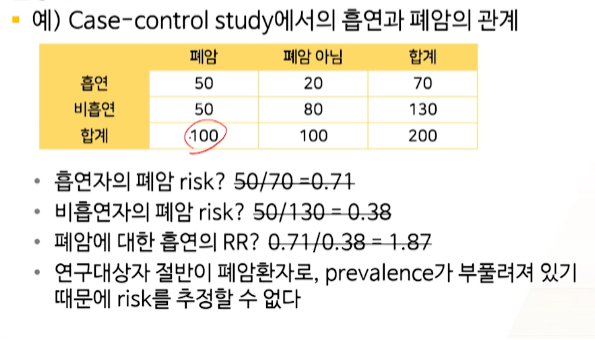 예) Case-control study에서의 흡연과 폐암의 관계
폐암 폐암 아님 합계
흡연 50 20 70
비흡연 50 80 130
합계 100 100 200
흡연자의 폐암 risk? 50/70 =0.71
비흡연자의 폐암 risk? 50/130 = 0.38
폐암에 대한 흡연의 RR? 0.71/0.38 = 1.87
연구대상자 절반이 폐암환자로, prevalence가 부풀려져 있기
때문에 risk를 추정할 수 없다